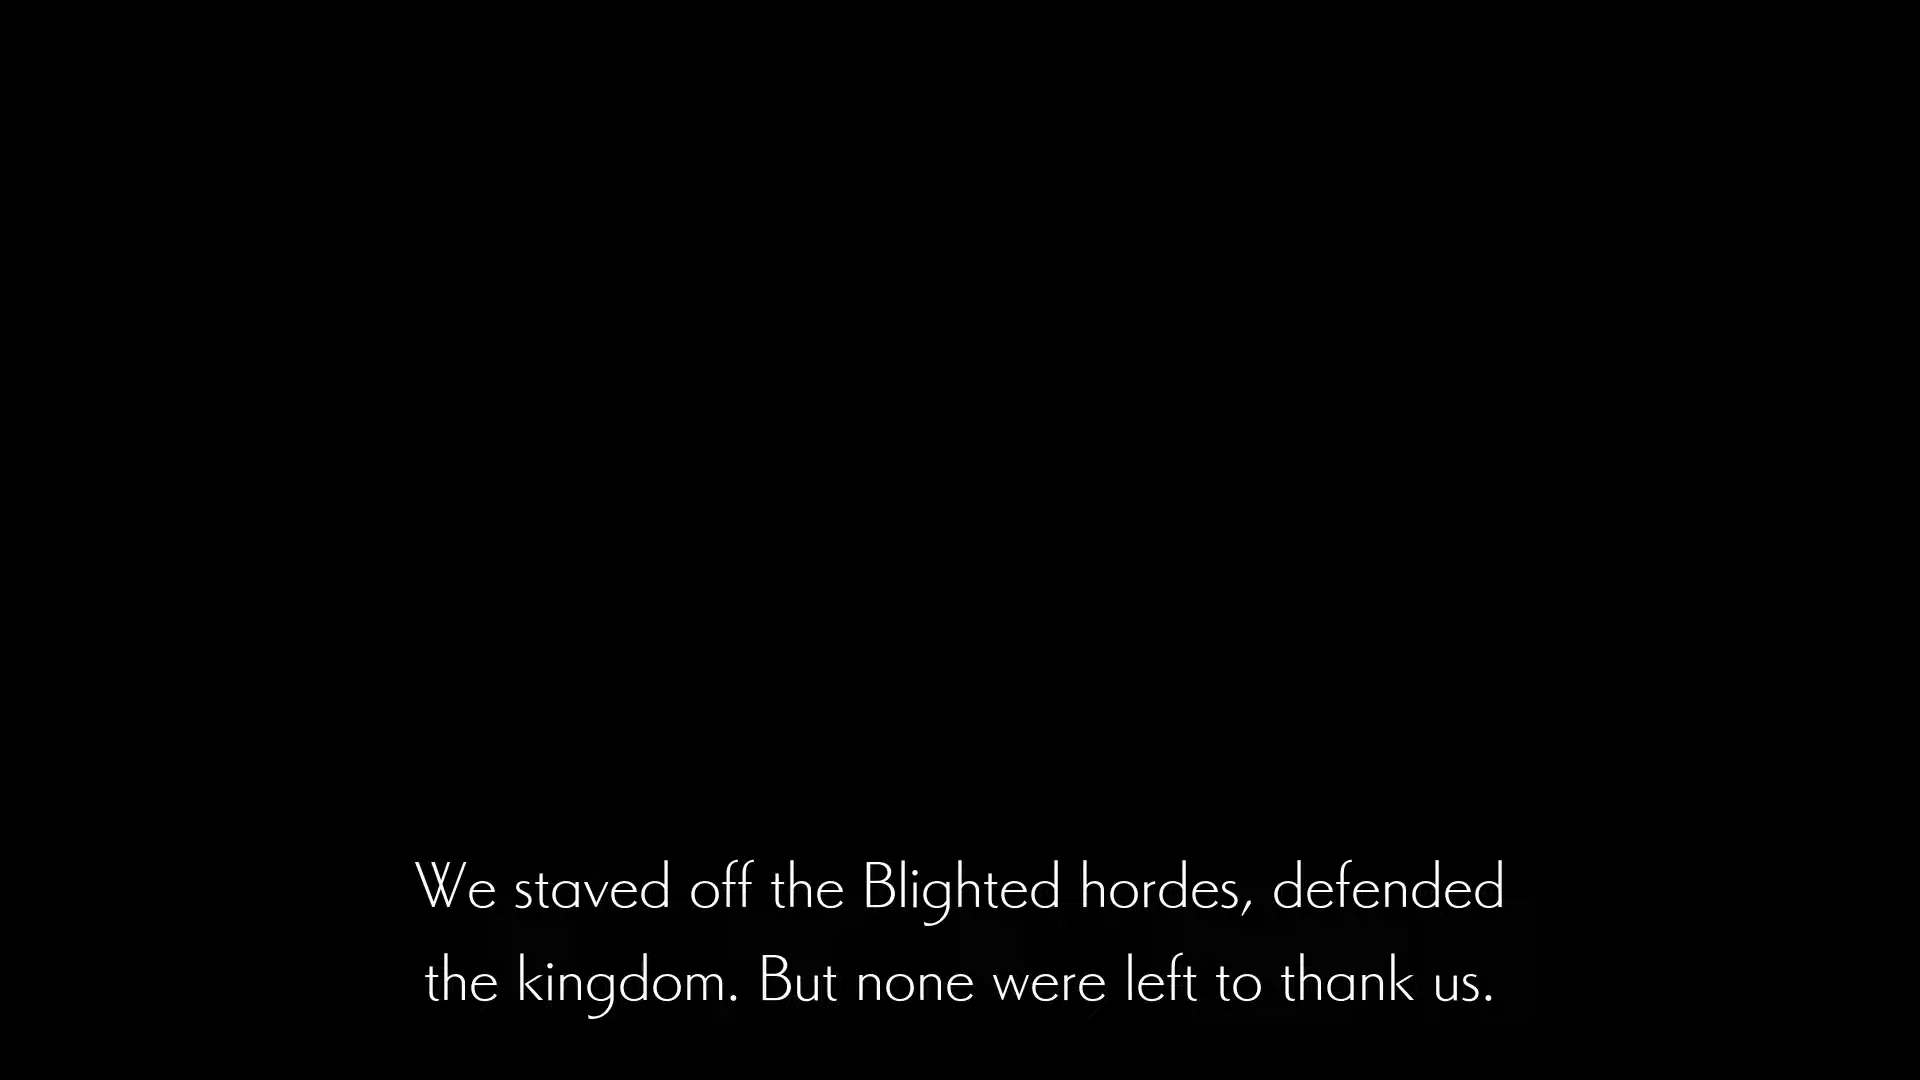 We staved off the Blighted hordes, defended
the kingdom. But none were left to thank us.